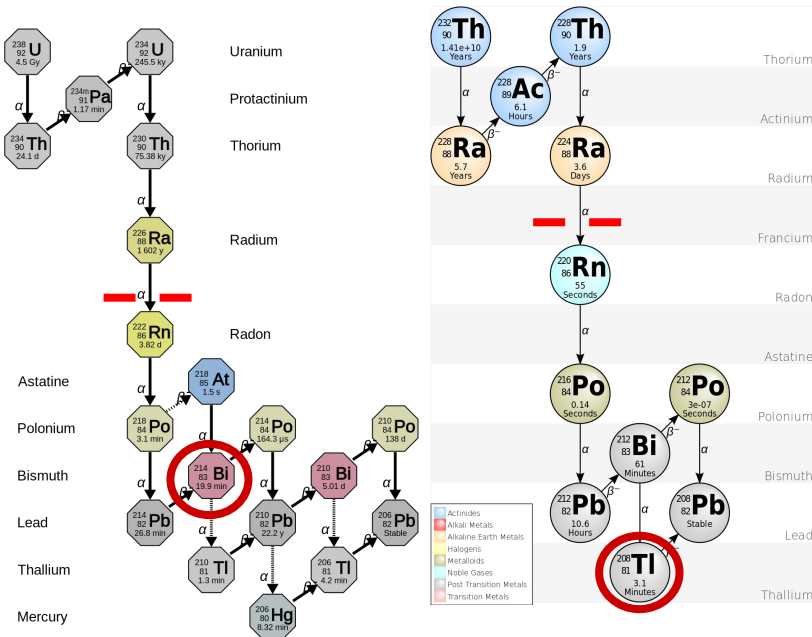 238
92 U
4.5 Gy
234
92 U
245.5 ky
Uranium
β⁻
234m
91 Pa
1.17 min
Protactinium
α
α
β⁻
234
90 Th
24.1 d
230
90 Th
75.38 ky
Thorium
α
226
88 Ra
1 602 y
Radium
α
222
86 Rn
3.82 d
Radon
α
Astatine
218
85 At
1.5 s
β⁻
Polonium
218
84 Po
3.1 min
214
84 Po
164.3 µs
210
84 Po
138 d
α
α
β⁻
α
β⁻
α
Bismuth
214
83 Bi
19.9 min
210
83 Bi
5.01 d
β⁻
β⁻
Lead
214
82 Pb
26.8 min
210
82 Pb
22.2 y
206
82 Pb
Stable
α
β⁻
α
β⁻
Thallium
210
81 Tl
1.3 min
206
81 Tl
4.2 min
α
β⁻
Mercury
206
80 Hg
8.32 min
232
90 Th
1.41e+10
Years
228
90 Th
1.9
Years
Thorium
β⁻
α
228
89 Ac
6.1
Hours
α
Actinium
β⁻
228
88 Ra
5.7
Years
224
88 Ra
3.6
Days
Radium
α
Francium
220
86 Rn
55
Seconds
Radon
α
Astatine
216
84 Po
0.14
Seconds
212
84 Po
3e-07
Seconds
Polonium
β⁻
α
212
83 Bi
61
Minutes
α
Bismuth
β⁻
212
82 Pb
10.6
Hours
α
208
82 Pb
Stable
Lead
β⁻
208
81 Tl
3.1
Minutes
Thallium
Actinides
Alkali Metals
Alkaline Earth Metals
Halogens
Metalloids
Noble Gases
Post Transition Metals
Transition Metals